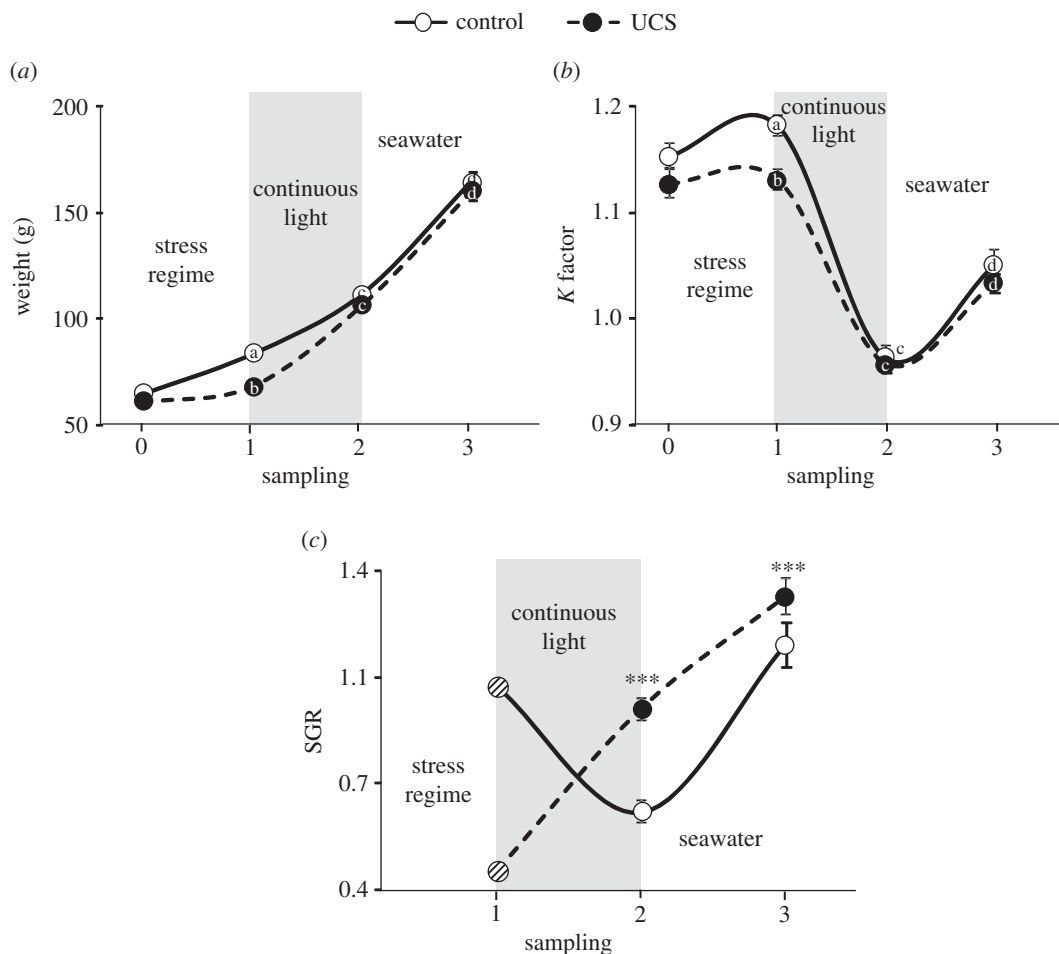 control UCS
(a)
200
150
100
50
weight (g)
stress
regime
continuous
light
seawater
a
b
c
c
d
d
0 1 2 3
sampling
(b)
1.2
1.1
1.0
0.9
K factor
continuous
light
stress
regime
seawater
a
b
c
c
d
d
0 1 2 3
sampling
(c)
1.4
1.1
0.7
0.4
SGR
stress
regime
continuous
light
seawater
***
***
1 2 3
sampling